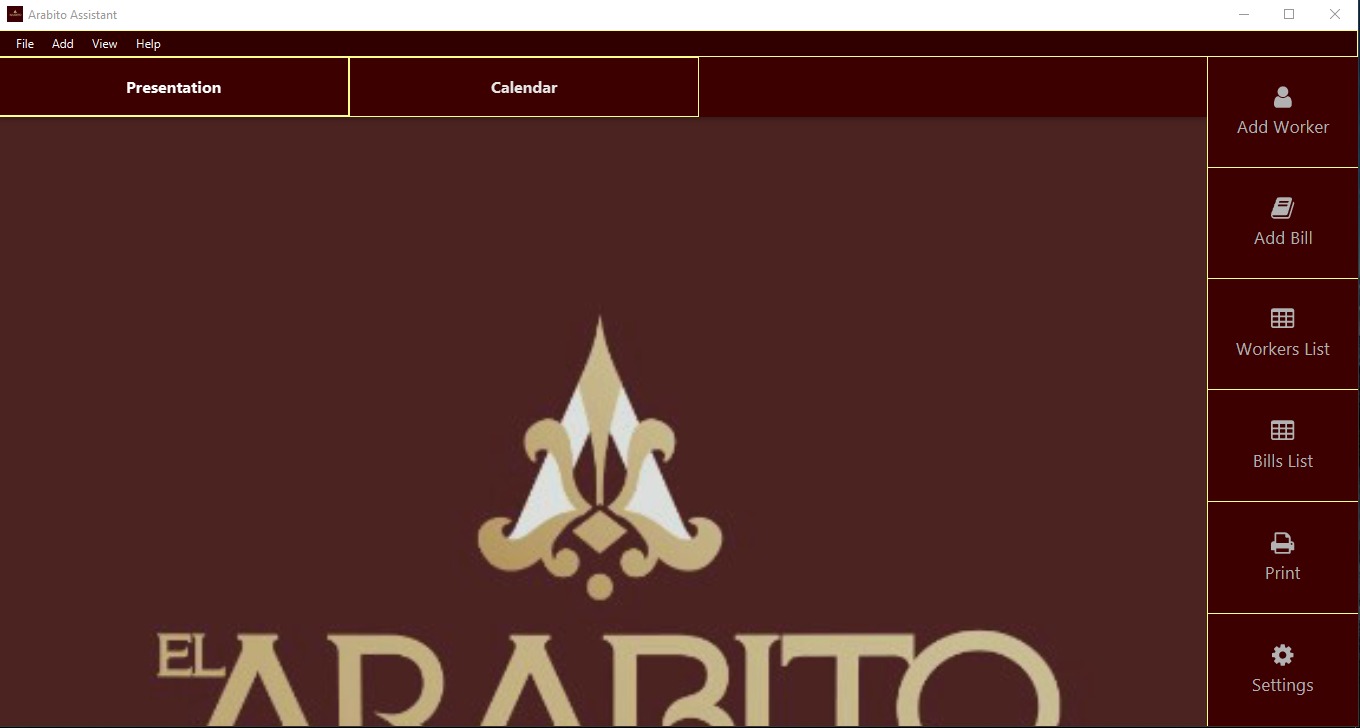 Arabito Assistant
File Add View Help
Presentation Calendar
Add Worker
Add Bill
Workers List
Bills List
Print
Settings
EL ARABITO